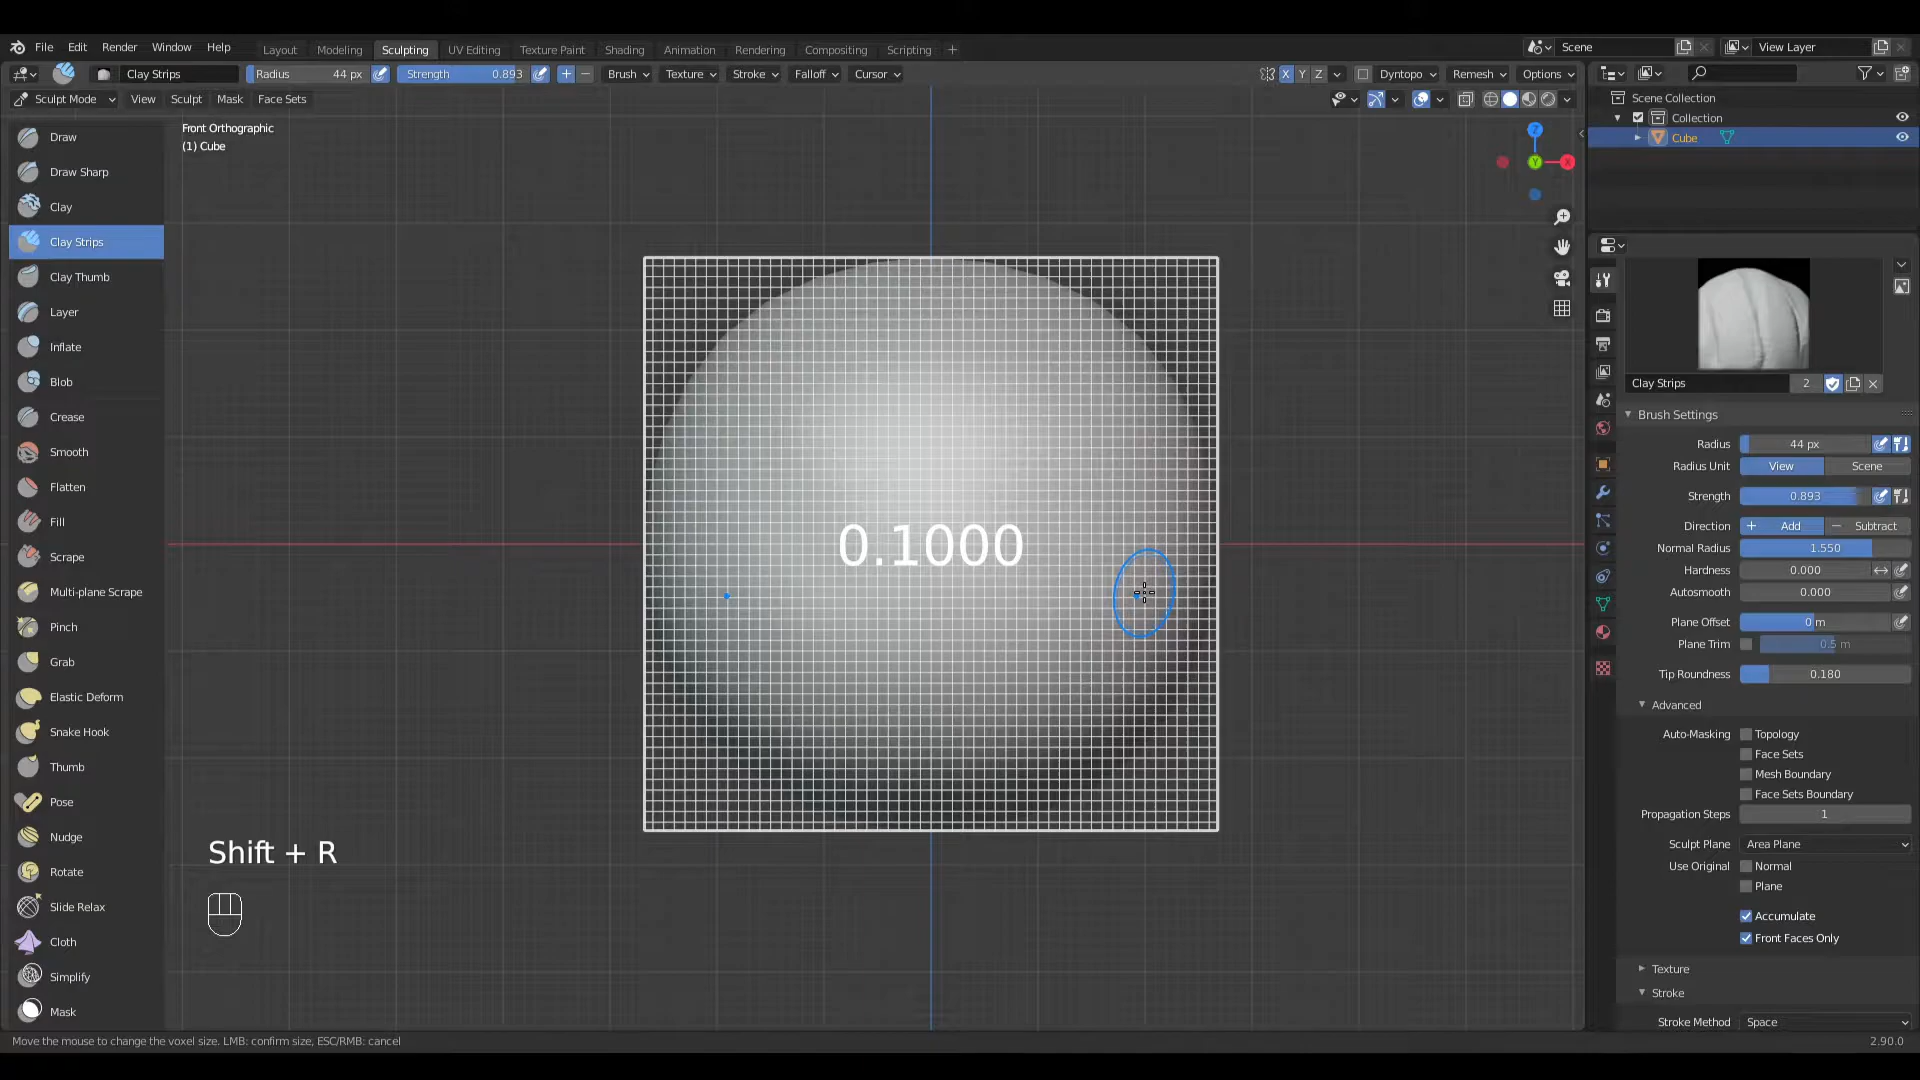 File Edit Render Window Help
Layout Modeling Sculpting UV Editing Texture Paint Shading Animation Rendering Compositing Scripting +
Scene View Layer
Clay Strips Radius 44 px Strength 0.893 + − Brush Texture Stroke Falloff Cursor
X Y Z Dyntopo Remesh Options
Sculpt Mode View Sculpt Mask Face Sets
Scene Collection
Collection
Cube
Front Orthographic
(1) Cube
Z
Y
X
Draw
Draw Sharp
Clay
Clay Strips
Clay Thumb
Layer
Inflate
Blob
Crease
Smooth
Flatten
Fill
Scrape
Multi-plane Scrape
Pinch
Grab
Elastic Deform
Snake Hook
Thumb
Pose
Nudge
Rotate
Slide Relax
Cloth
Simplify
Mask
0.1000
Shift + R
Clay Strips 2
Brush Settings
Radius 44 px
Radius Unit View Scene
Strength 0.893
Direction + Add − Subtract
Normal Radius 1.550
Hardness 0.000
Autosmooth 0.000
Plane Offset 0 m
Plane Trim 0.5 m
Tip Roundness 0.180
Advanced
Auto-Masking Topology
Face Sets
Mesh Boundary
Face Sets Boundary
Propagation Steps 1
Sculpt Plane Area Plane
Use Original Normal
Plane
Accumulate
Front Faces Only
Texture
Stroke
Stroke Method Space
Move the mouse to change the voxel size. LMB: confirm size, ESC/RMB: cancel
2.90.0